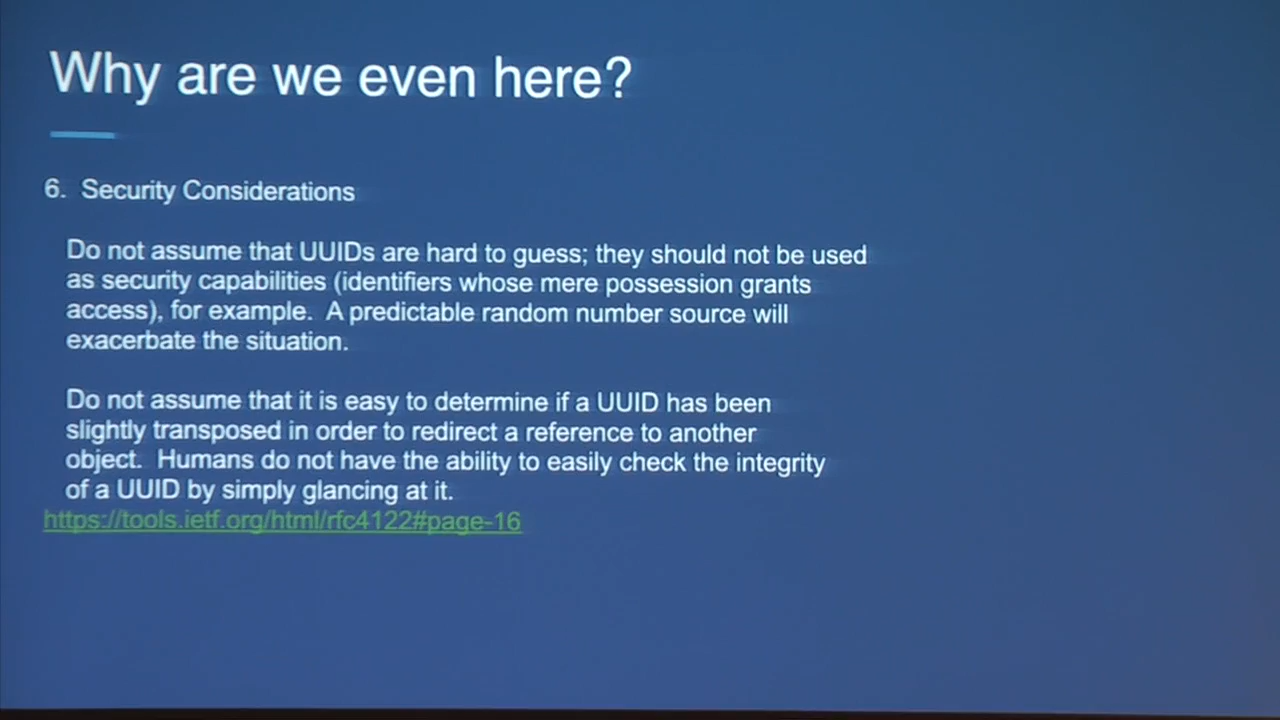 Why are we even here?
6. Security Considerations
Do not assume that UUIDs are hard to guess; they should not be used
as security capabilities (identifiers whose mere possession grants
access), for example. A predictable random number source will
exacerbate the situation.
Do not assume that it is easy to determine if a UUID has been
slightly transposed in order to redirect a reference to another
object. Humans do not have the ability to easily check the integrity
of a UUID by simply glancing at it.
https://tools.ietf.org/html/rfc4122#page-16